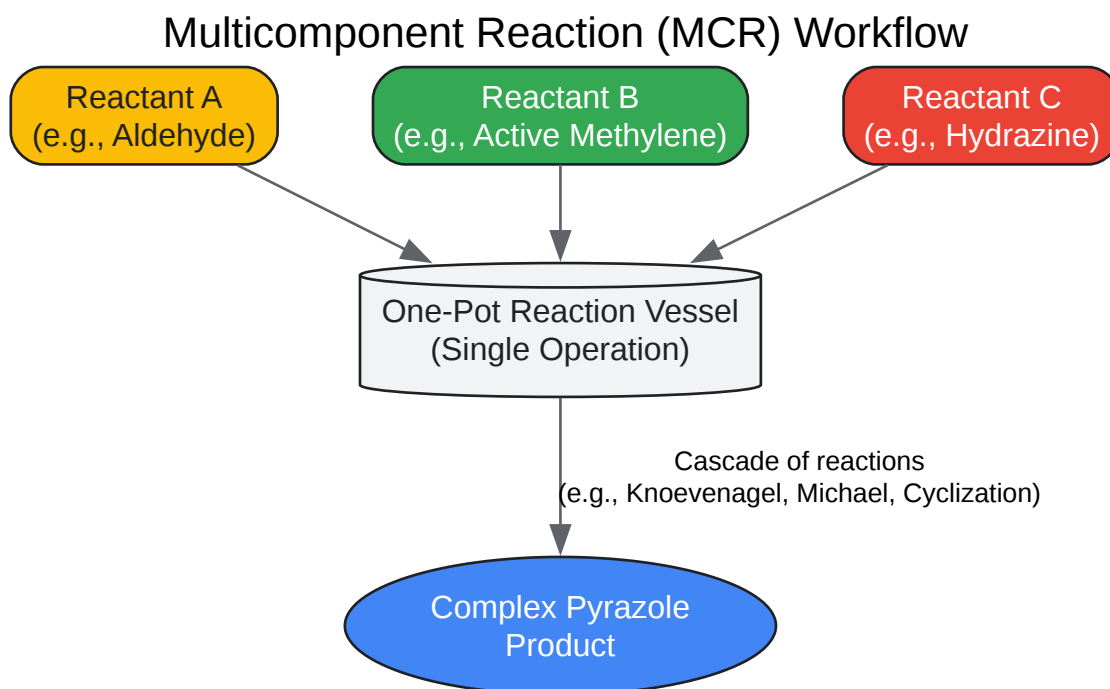 Multicomponent Reaction (MCR) Workflow
Reactant A
(e.g., Aldehyde)
Reactant B
(e.g., Active Methylene)
Reactant C
(e.g., Hydrazine)
One-Pot Reaction Vessel
(Single Operation)
Cascade of reactions
(e.g., Knoevenagel, Michael, Cyclization)
Complex Pyrazole
Product